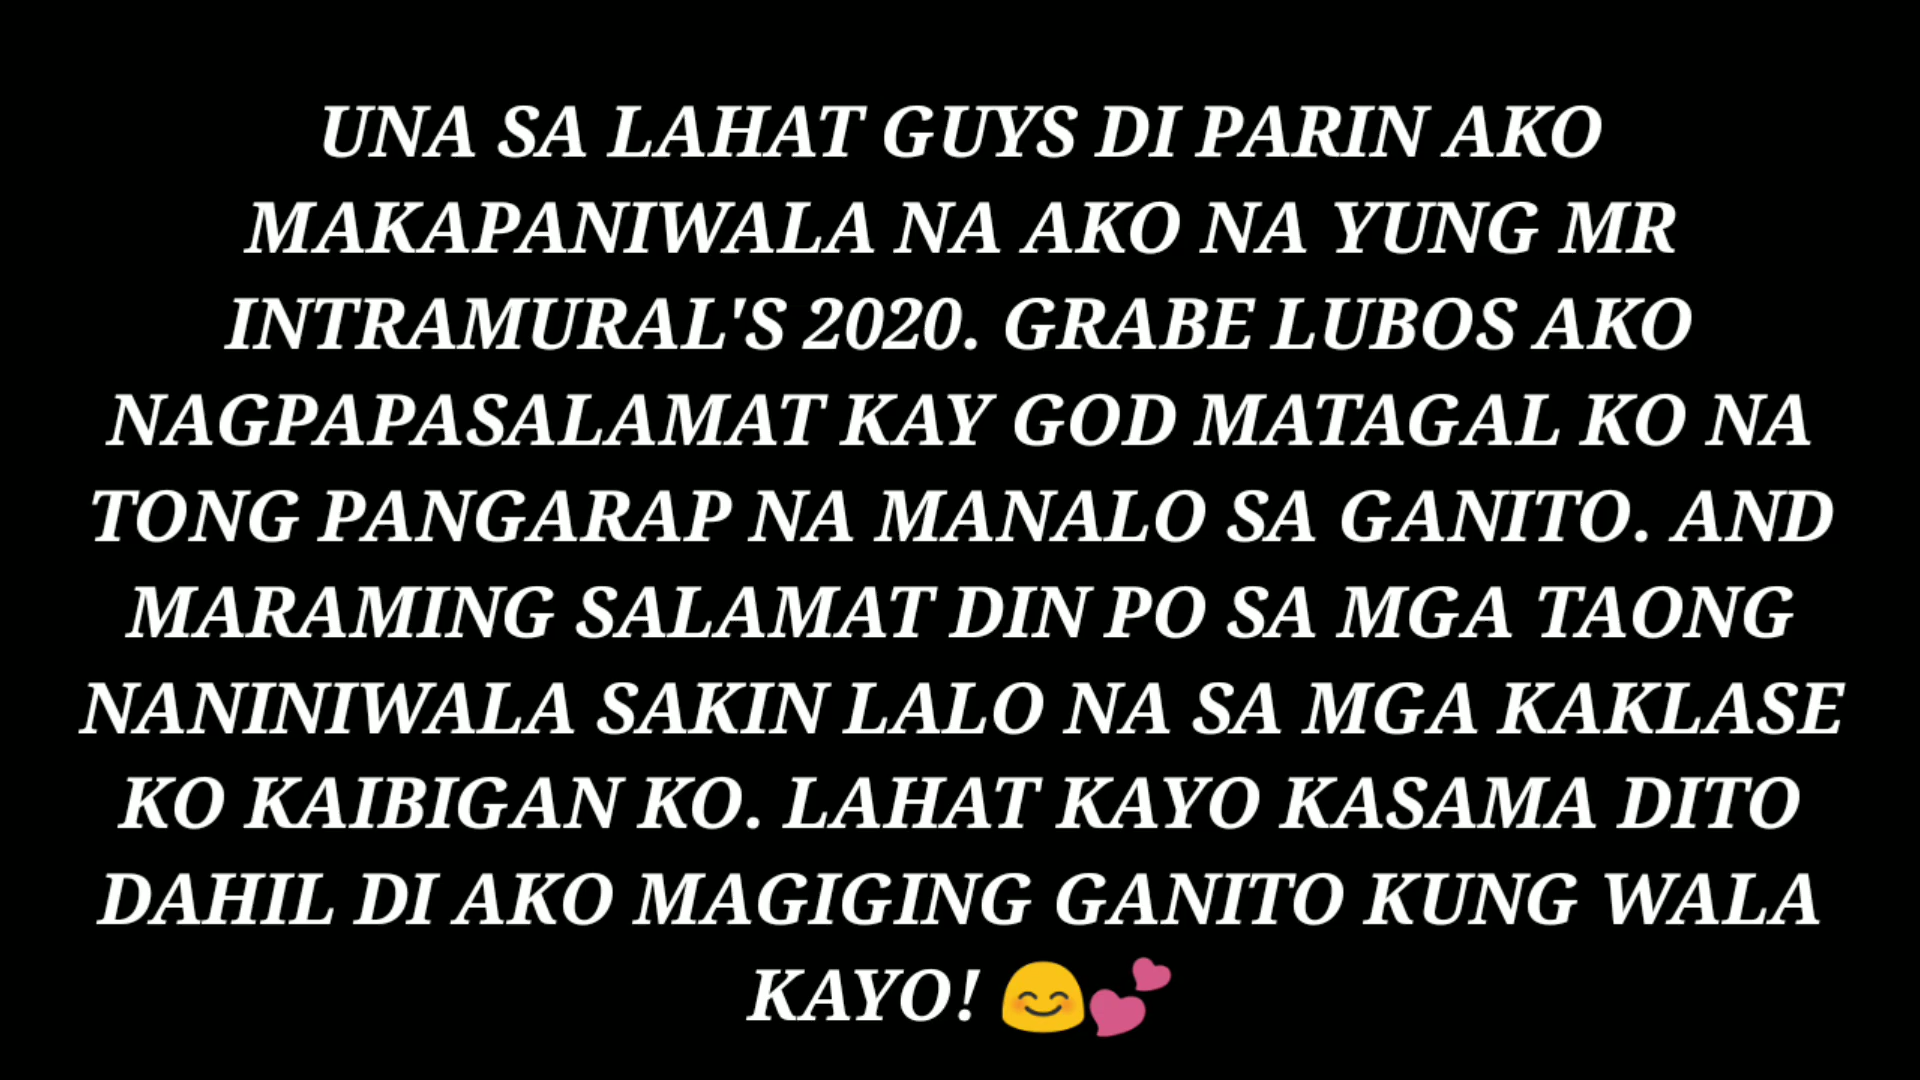 UNA SA LAHAT GUYS DI PARIN AKO
MAKAPANIWALA NA AKO NA YUNG MR
INTRAMURAL'S 2020. GRABE LUBOS AKO
NAGPAPASALAMAT KAY GOD MATAGAL KO NA
TONG PANGARAP NA MANALO SA GANITO. AND
MARAMING SALAMAT DIN PO SA MGA TAONG
NANINIWALA SAKIN LALO NA SA MGA KAKLASE
KO KAIBIGAN KO. LAHAT KAYO KASAMA DITO
DAHIL DI AKO MAGIGING GANITO KUNG WALA
KAYO! 😊💕